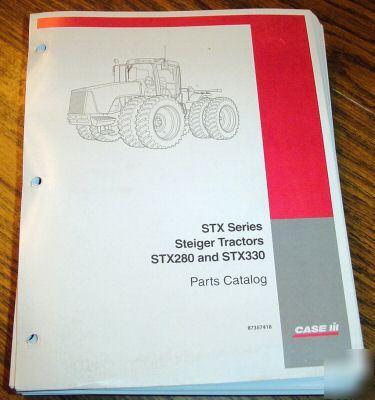 STX Series
Steiger Tractors
STX280 and STX330
Parts Catalog
87357418
CASE IH